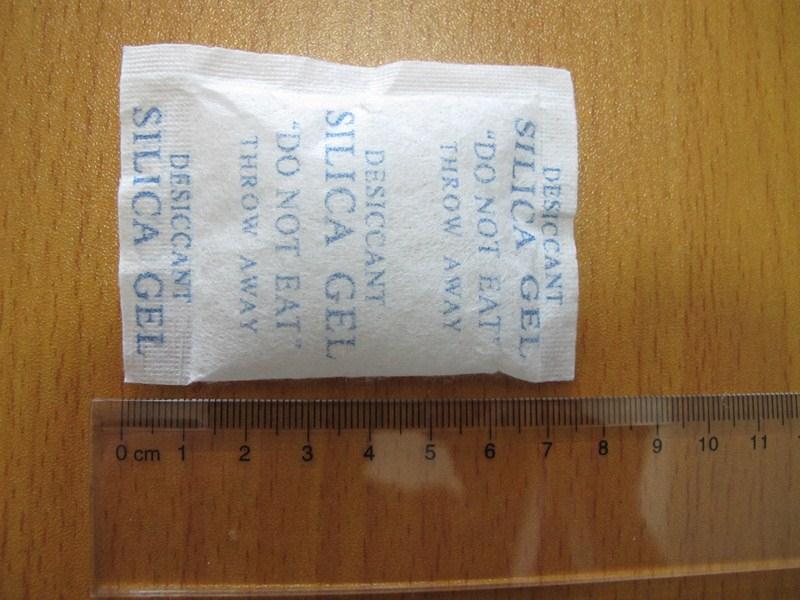 DESICCANT
SILICA GEL
"DO NOT EAT"
THROW AWAY
DESICCANT
SILICA GEL
"DO NOT EAT"
THROW AWAY
DESICCANT
SILICA GEL
0 cm 1 2 3 4 5 6 7 8 9 10 11